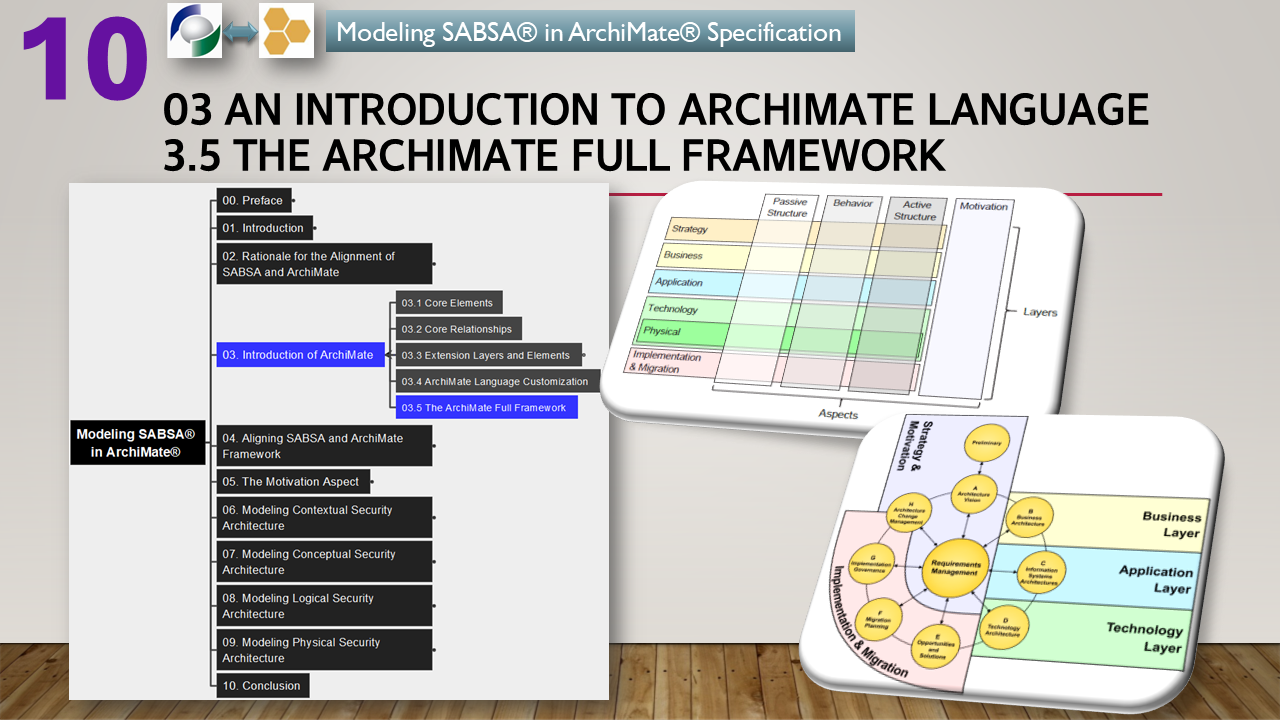 10
Modeling SABSA® in ArchiMate® Specification
03 AN INTRODUCTION TO ARCHIMATE LANGUAGE
3.5 THE ARCHIMATE FULL FRAMEWORK
Modeling SABSA®
in ArchiMate®
00. Preface
01. Introduction
02. Rationale for the Alignment of
SABSA and ArchiMate
03. Introduction of ArchiMate
03.1 Core Elements
03.2 Core Relationships
03.3 Extension Layers and Elements
03.4 ArchiMate Language Customization
03.5 The ArchiMate Full Framework
04. Aligning SABSA and ArchiMate
Framework
05. The Motivation Aspect
06. Modeling Contextual Security
Architecture
07. Modeling Conceptual Security
Architecture
08. Modeling Logical Security
Architecture
09. Modeling Physical Security
Architecture
10. Conclusion
Passive
Structure
Behavior
Active
Structure
Motivation
Strategy
Business
Application
Technology
Physical
Implementation
& Migration
Layers
Aspects
Strategy &
Motivation
Preliminary
A
Architecture
Vision
B
Business
Architecture
C
Information
Systems
Architectures
D
Technology
Architecture
E
Opportunities
and
Solutions
F
Migration
Planning
G
Implementation
Governance
H
Architecture
Change
Management
Requirements
Management
Business
Layer
Application
Layer
Technology
Layer
Implementation & Migration